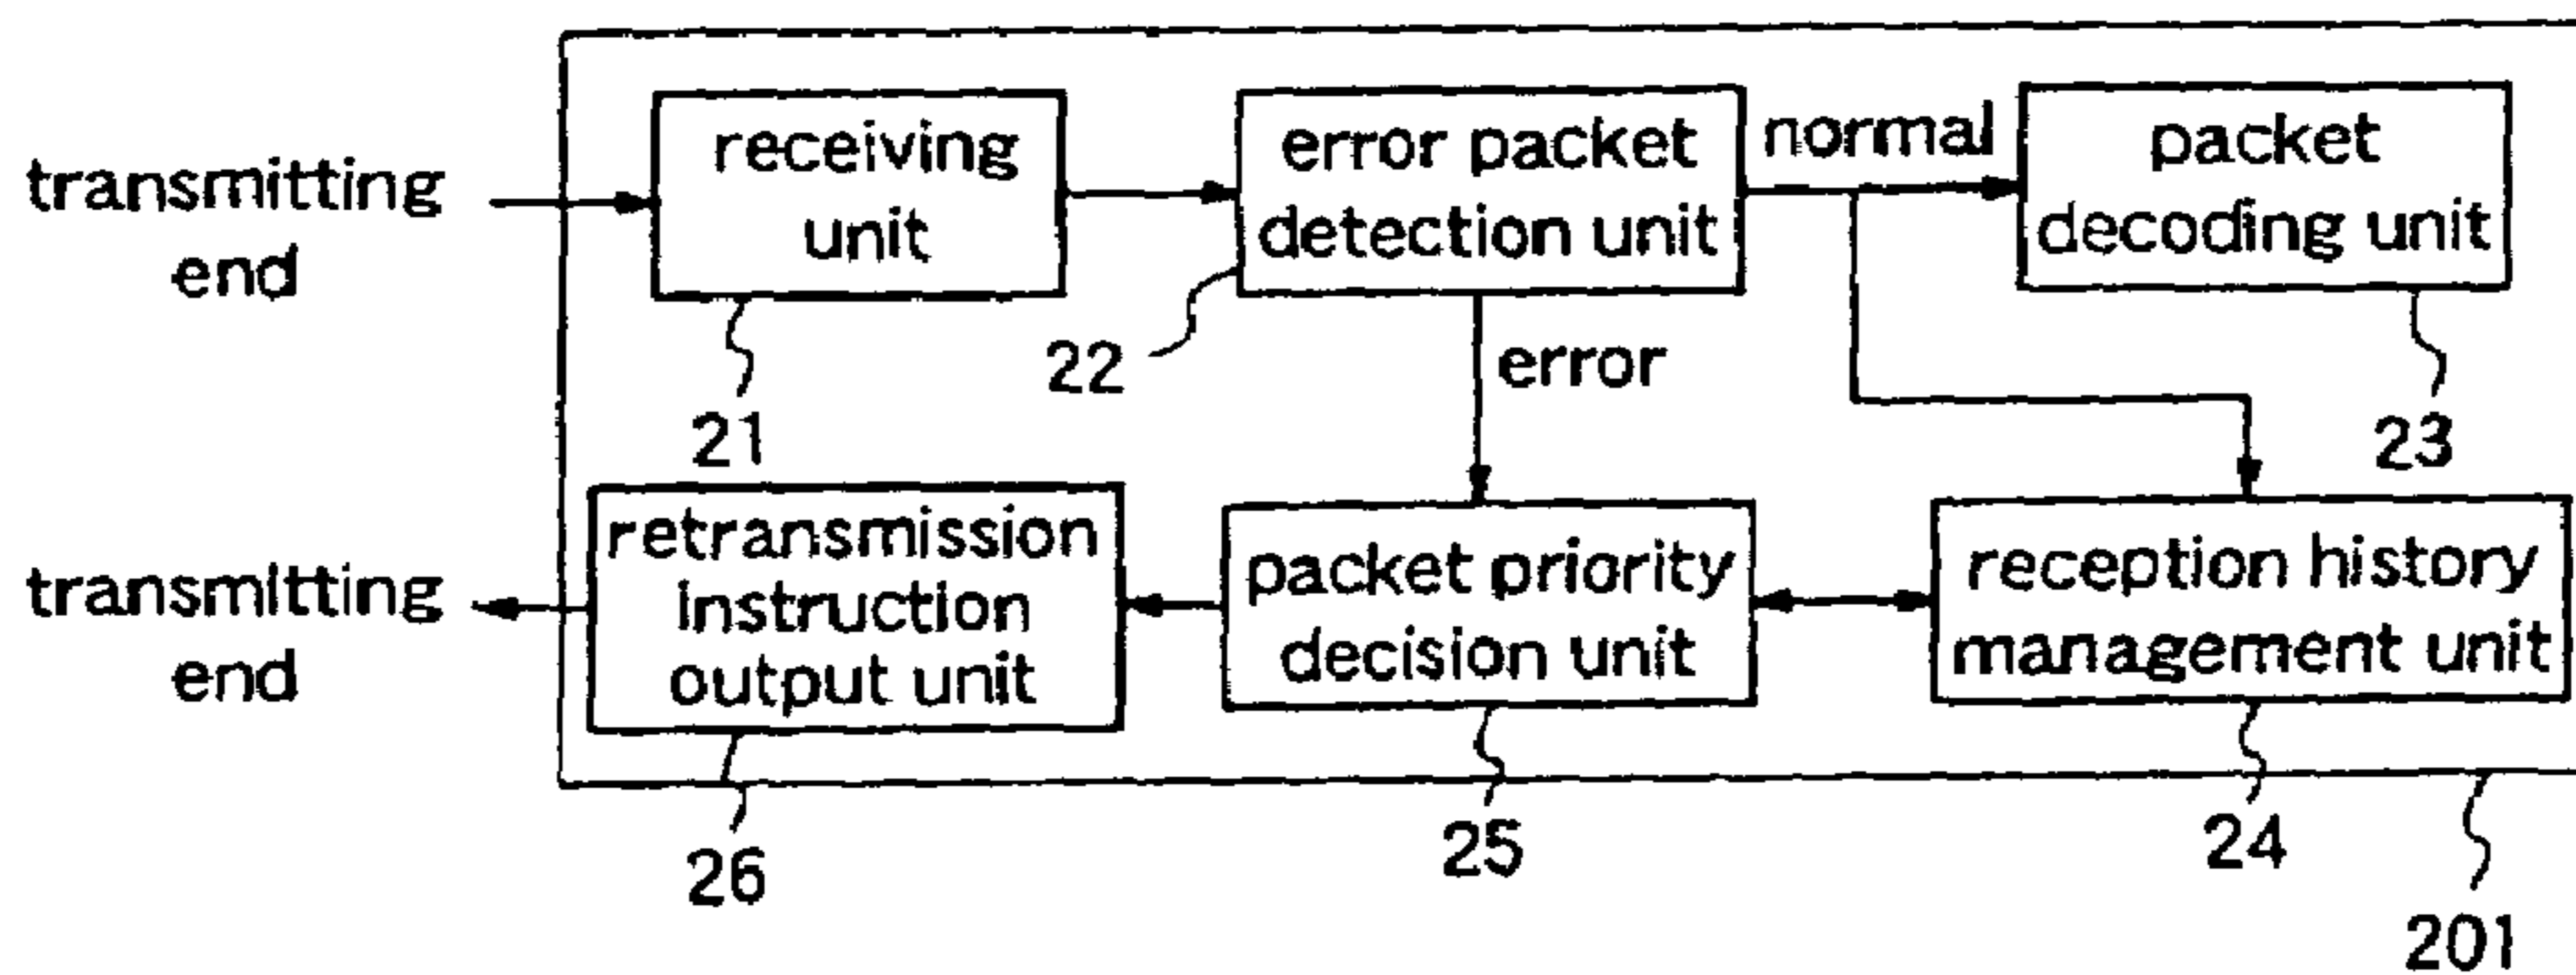 transmitting
end
receiving
unit
error packet
detection unit
normal
packet
decoding unit
21
22
error
23
transmitting
end
retransmission
instruction
output unit
packet priority
decision unit
reception history
management unit
26
25
24
201